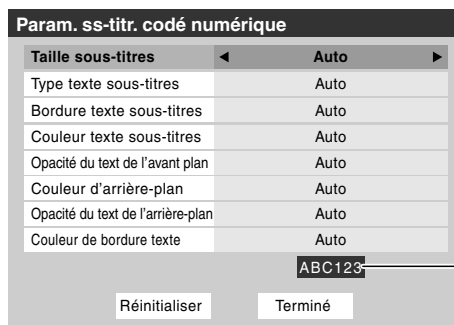 Param. ss-titr. codé numérique
Taille sous-titres Auto
Type texte sous-titres Auto
Bordure texte sous-titres Auto
Couleur texte sous-titres Auto
Opacité du text de l'avant plan Auto
Couleur d'arrière-plan Auto
Opacité du text de l'arrière-plan Auto
Couleur de bordure texte Auto
ABC123
Réinitialiser Terminé